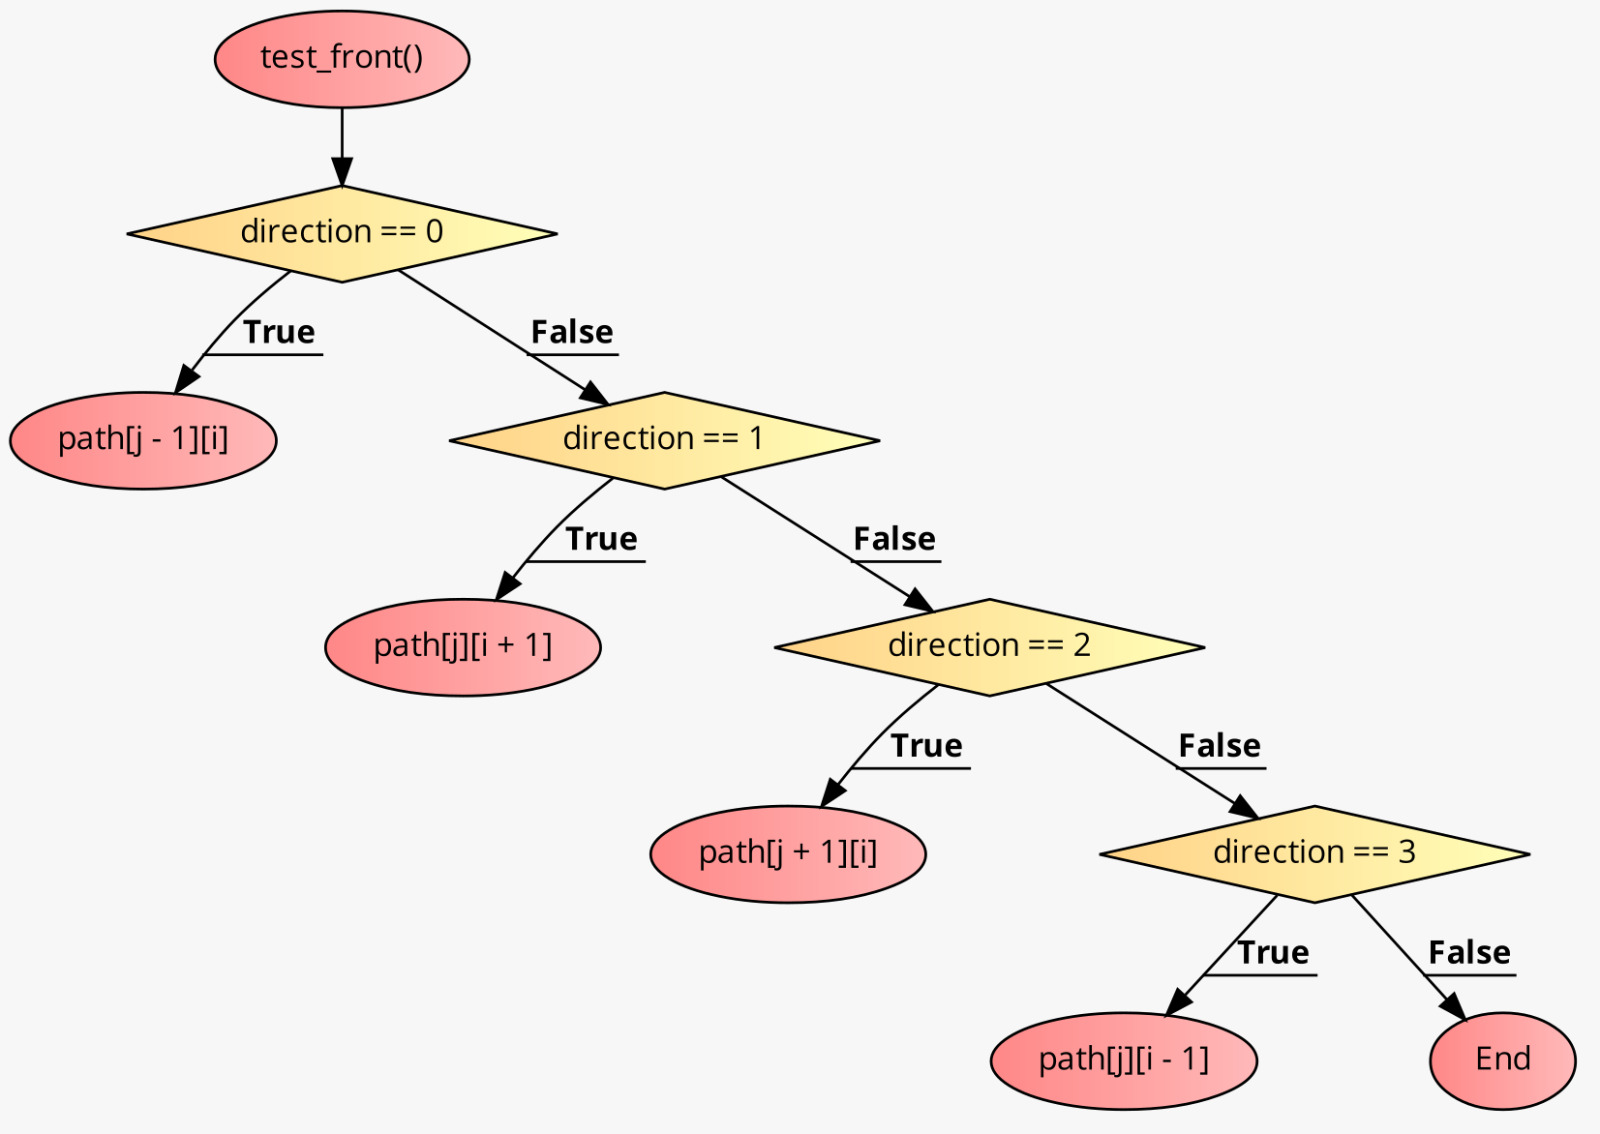 test_front()
direction == 0
True
False
path[j - 1][i]
direction == 1
True
False
path[j][i + 1]
direction == 2
True
False
path[j + 1][i]
direction == 3
True
False
path[j][i - 1]
End